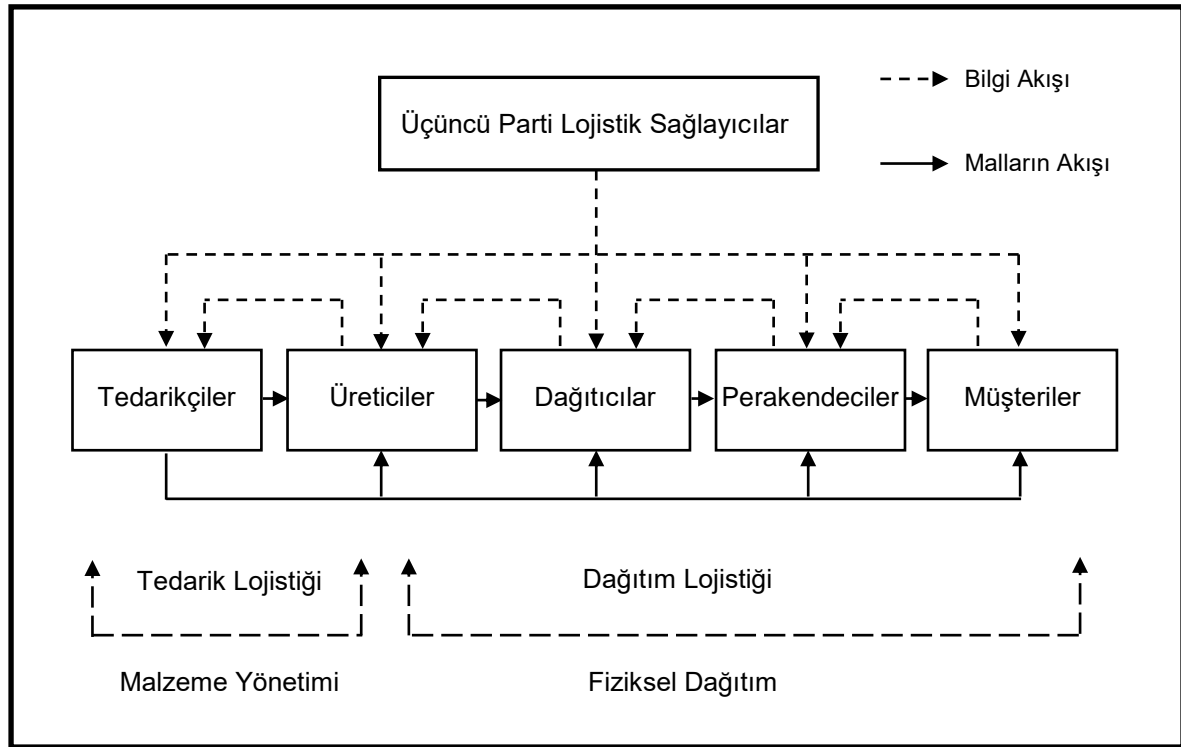 Bilgi Akışı
Üçüncü Parti Lojistik Sağlayıcılar
Malların Akışı
Tedarikçiler
Üreticiler
Dağıtıcılar
Perakendeciler
Müşteriler
Tedarik Lojistiği
Dağıtım Lojistiği
Malzeme Yönetimi
Fiziksel Dağıtım